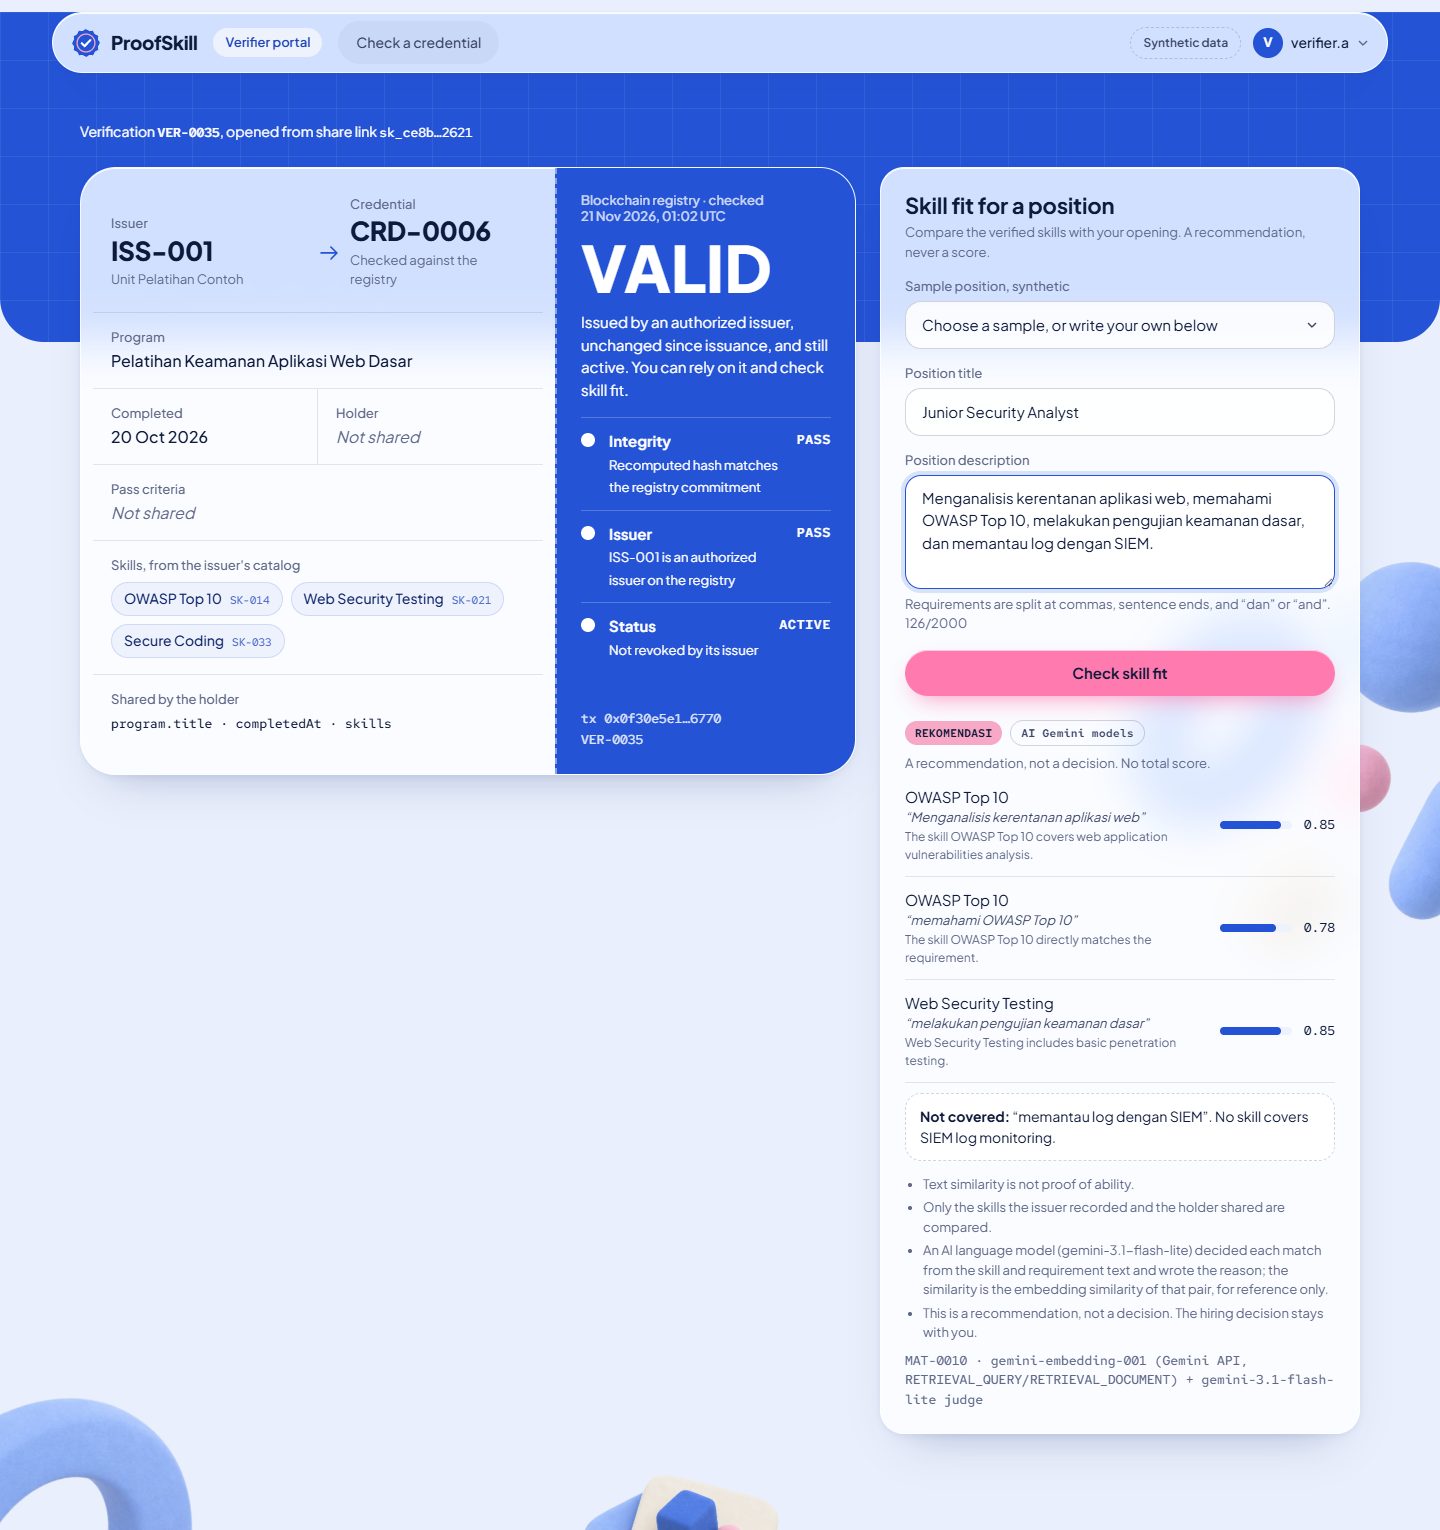 ProofSkill
Verifier portal
Check a credential
Synthetic data
V
verifier.a
Verification VER-0035, opened from share link sk_ce8b…2621
Issuer
ISS-001
Unit Pelatihan Contoh
→
Credential
CRD-0006
Checked against the
registry
Program
Pelatihan Keamanan Aplikasi Web Dasar
Completed
20 Oct 2026
Holder
Not shared
Pass criteria
Not shared
Skills, from the issuer's catalog
OWASP Top 10 SK-014
Web Security Testing SK-021
Secure Coding SK-033
Shared by the holder
program.title · completedAt · skills
Blockchain registry · checked
21 Nov 2026, 01:02 UTC
VALID
Issued by an authorized issuer,
unchanged since issuance, and still
active. You can rely on it and check
skill fit.
Integrity PASS
Recomputed hash matches
the registry commitment
Issuer PASS
ISS-001 is an authorized
issuer on the registry
Status ACTIVE
Not revoked by its issuer
tx 0x0f30e5e1…6770
VER-0035
Skill fit for a position
Compare the verified skills with your opening. A recommendation,
never a score.
Sample position, synthetic
Choose a sample, or write your own below
Position title
Junior Security Analyst
Position description
Menganalisis kerentanan aplikasi web, memahami
OWASP Top 10, melakukan pengujian keamanan dasar,
dan memantau log dengan SIEM.
Requirements are split at commas, sentence ends, and “dan” or “and”.
126/2000
Check skill fit
REKOMENDASI
AI Gemini models
A recommendation, not a decision. No total score.
OWASP Top 10
“Menganalisis kerentanan aplikasi web”
The skill OWASP Top 10 covers web application
vulnerabilities analysis.
0.85
OWASP Top 10
“memahami OWASP Top 10”
The skill OWASP Top 10 directly matches the
requirement.
0.78
Web Security Testing
“melakukan pengujian keamanan dasar”
Web Security Testing includes basic penetration
testing.
0.85
Not covered: “memantau log dengan SIEM”. No skill covers
SIEM log monitoring.
• Text similarity is not proof of ability.
• Only the skills the issuer recorded and the holder shared are
compared.
• An AI language model (gemini-3.1-flash-lite) decided each match
from the skill and requirement text and wrote the reason; the
similarity is the embedding similarity of that pair, for reference only.
• This is a recommendation, not a decision. The hiring decision stays
with you.
MAT-0010 · gemini-embedding-001 (Gemini API,
RETRIEVAL_QUERY/RETRIEVAL_DOCUMENT) + gemini-3.1-flash-
lite judge